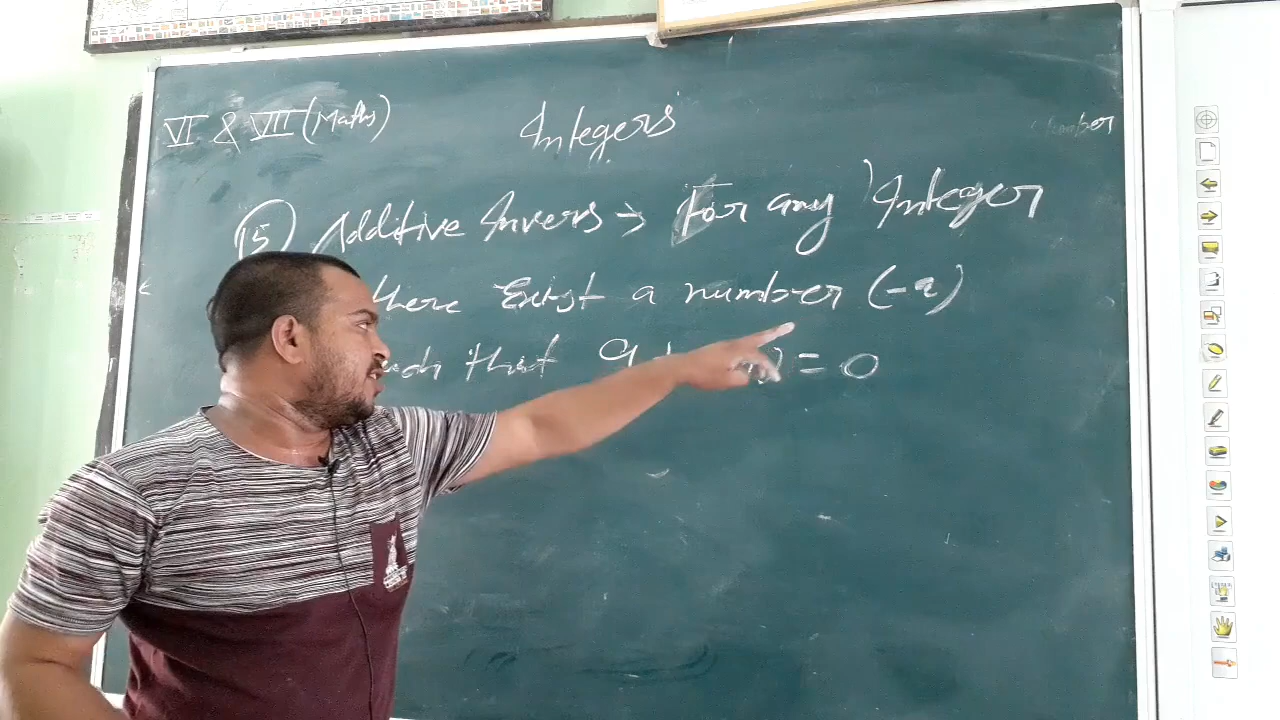 VI & VII (Maths)
Integers
(15) Additive Invers → For any Integer
there Exist a number (-a)
such that a + = 0